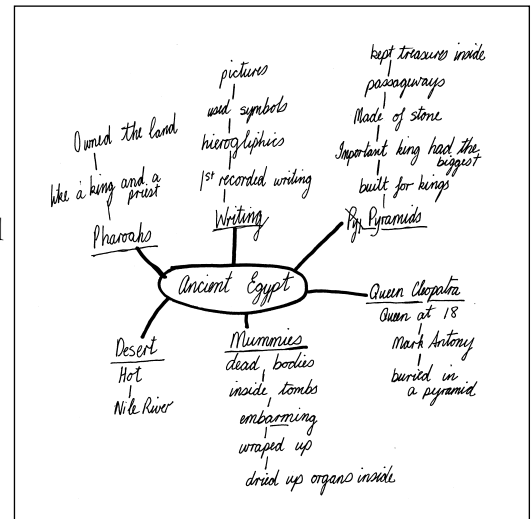 kept treasures inside
passageways
Made of stone
Important king had the
biggest
built for kings
Pyramids
pictures
used symbols
hierogliphics
1st recorded writing
Writing
Owned the land
like a king and a
priest
Pharoahs
Ancient Egypt
Queen Cleopatra
Queen at 18
Mark Antony
buried in
a pyramid
Desert
Hot
Nile River
Mummies
dead bodies
inside tombs
embarming
wraped up
dried up organs inside